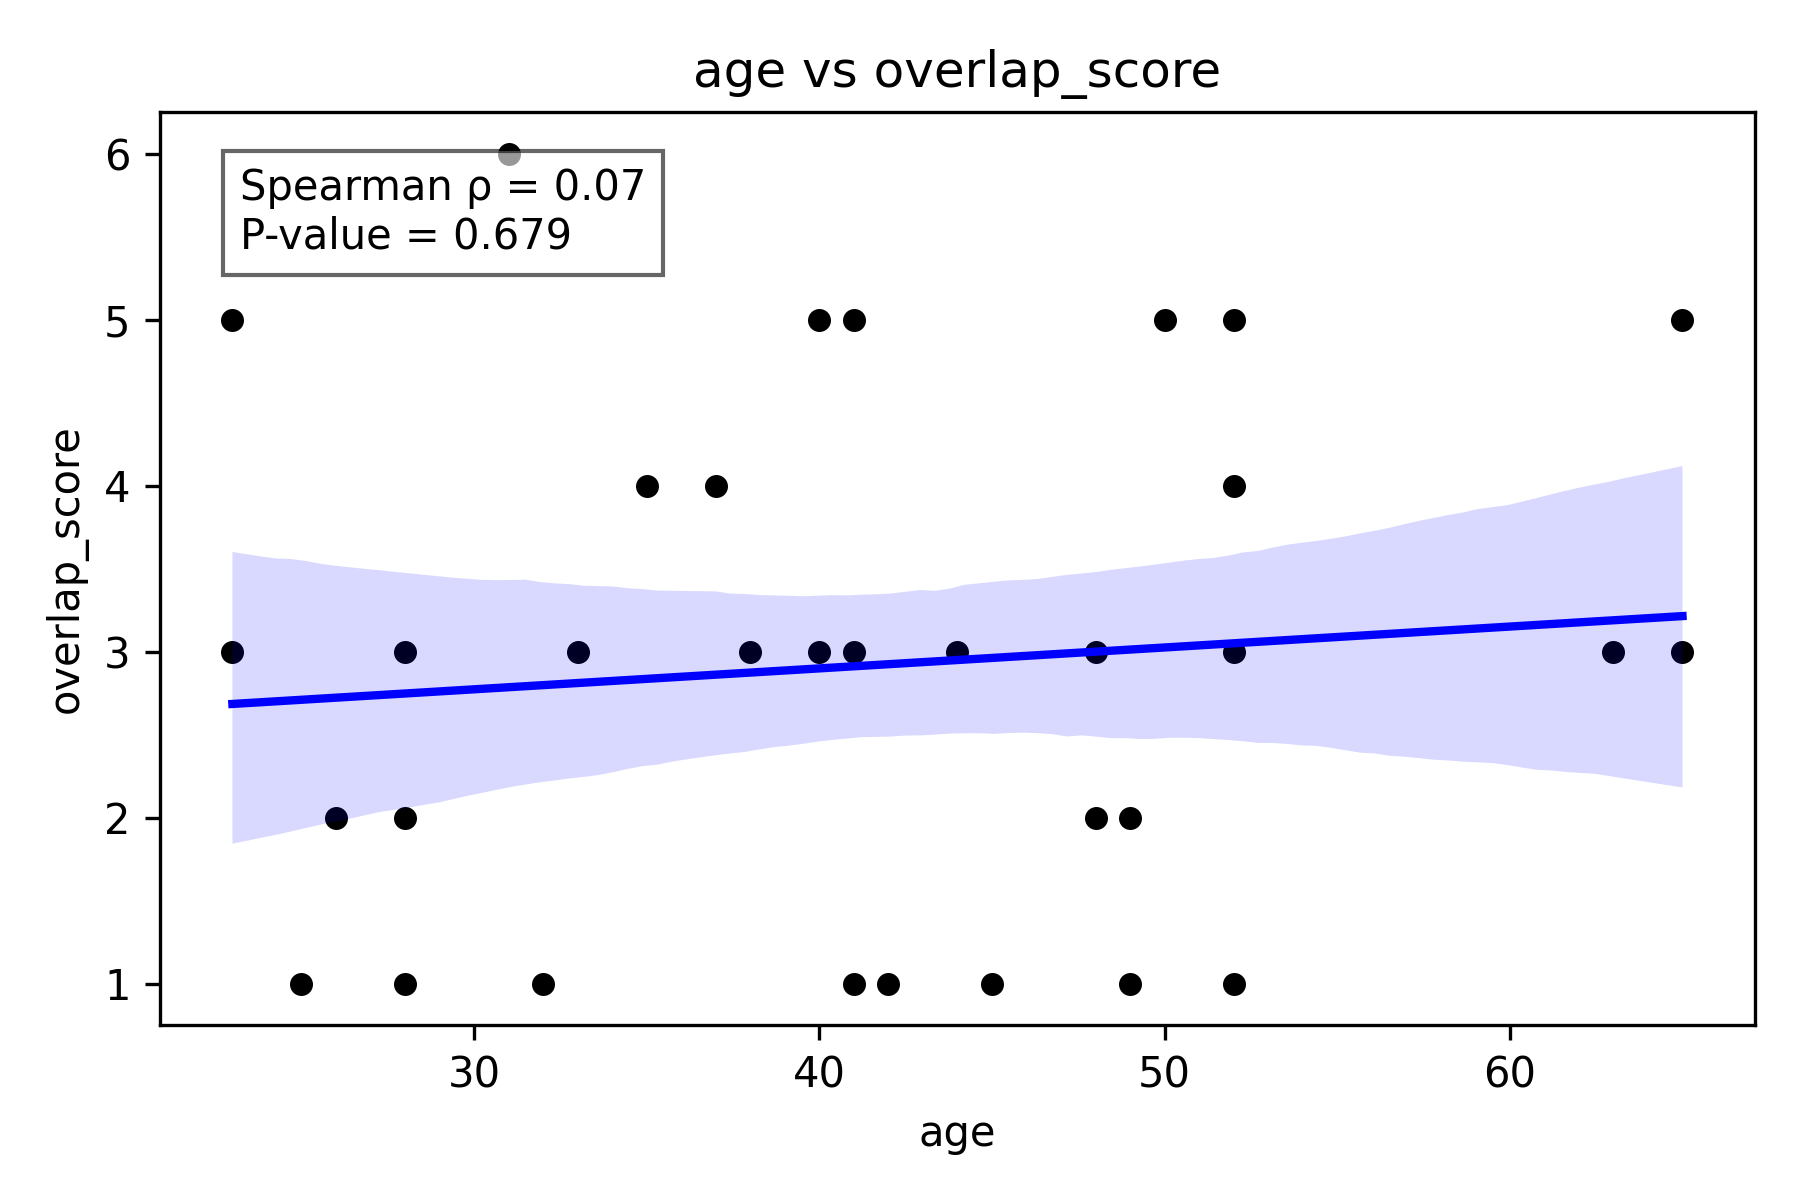 age vs overlap_score
Spearman ρ = 0.07
P-value = 0.679
6
5
4
3
2
1
overlap_score
30 40 50 60
age